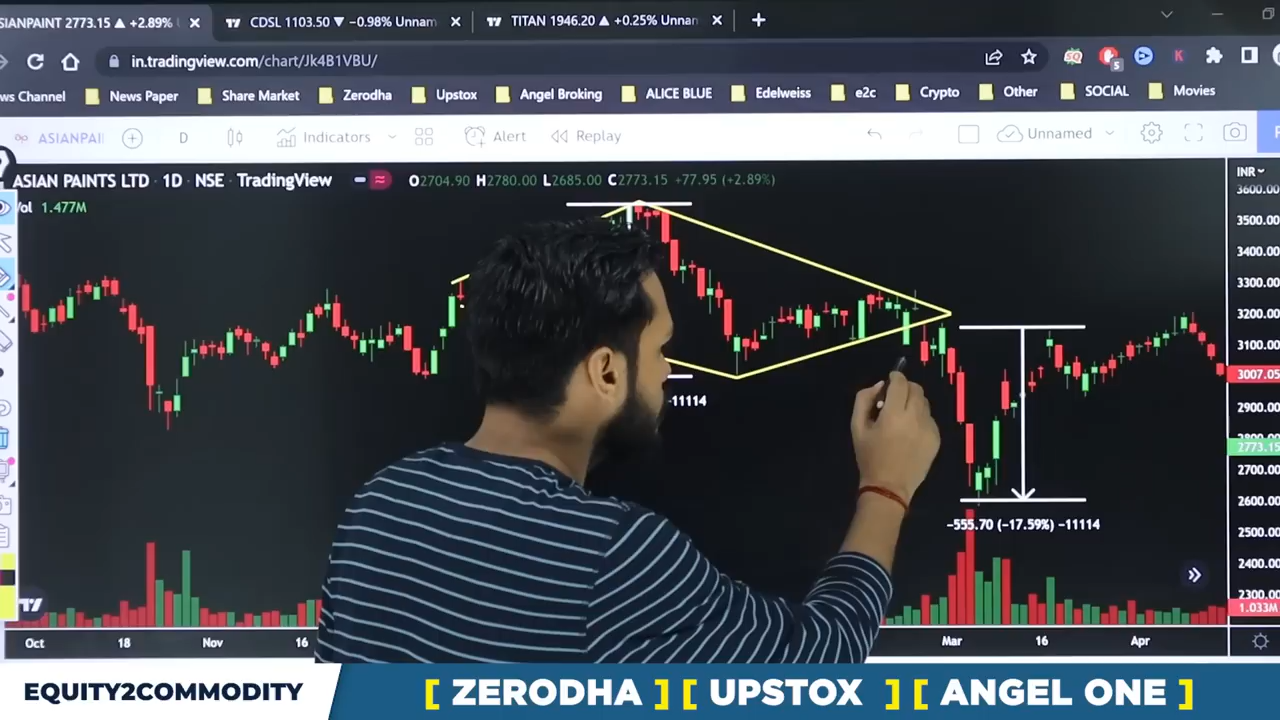 ASIANPAINT 2773.15 ▲ +2.89%
CDSL 1103.50 ▼ −0.98% Unnam
TITAN 1946.20 ▲ +0.25% Unnan
in.tradingview.com/chart/Jk4B1VBU/
ws Channel News Paper Share Market Zerodha Upstox Angel Broking ALICE BLUE Edelweiss e2c Crypto Other SOCIAL Movies
ASIANPAI D Indicators Alert Replay Unnamed
ASIAN PAINTS LTD · 1D · NSE · TradingView O2704.90 H2780.00 L2685.00 C2773.15 +77.95 (+2.89%)
INR
Vol 1.477M
3600.00
3500.00
3400.00
3300.00
3200.00
3100.00
3007.05
2900.00
2800.00
2773.15
2700.00
2600.00
2500.00
2400.00
2300.00
1.033M
-11114
−555.70 (−17.59%) −11114
Oct 18 Nov 16 Mar 16 Apr
EQUITY2COMMODITY
[ ZERODHA ] [ UPSTOX ] [ ANGEL ONE ]